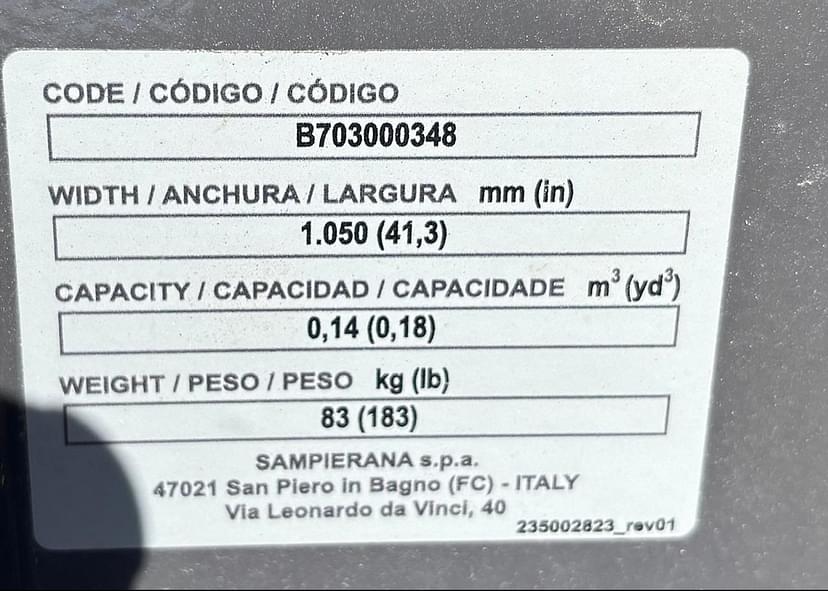 CODE / CÓDIGO / CÓDIGO
B703000348
WIDTH / ANCHURA / LARGURA mm (in)
1.050 (41,3)
CAPACITY / CAPACIDAD / CAPACIDADE m³ (yd³)
0,14 (0,18)
WEIGHT / PESO / PESO kg (lb)
83 (183)
SAMPIERANA s.p.a.
47021 San Piero in Bagno (FC) - ITALY
Via Leonardo da Vinci, 40
235002823_rev01